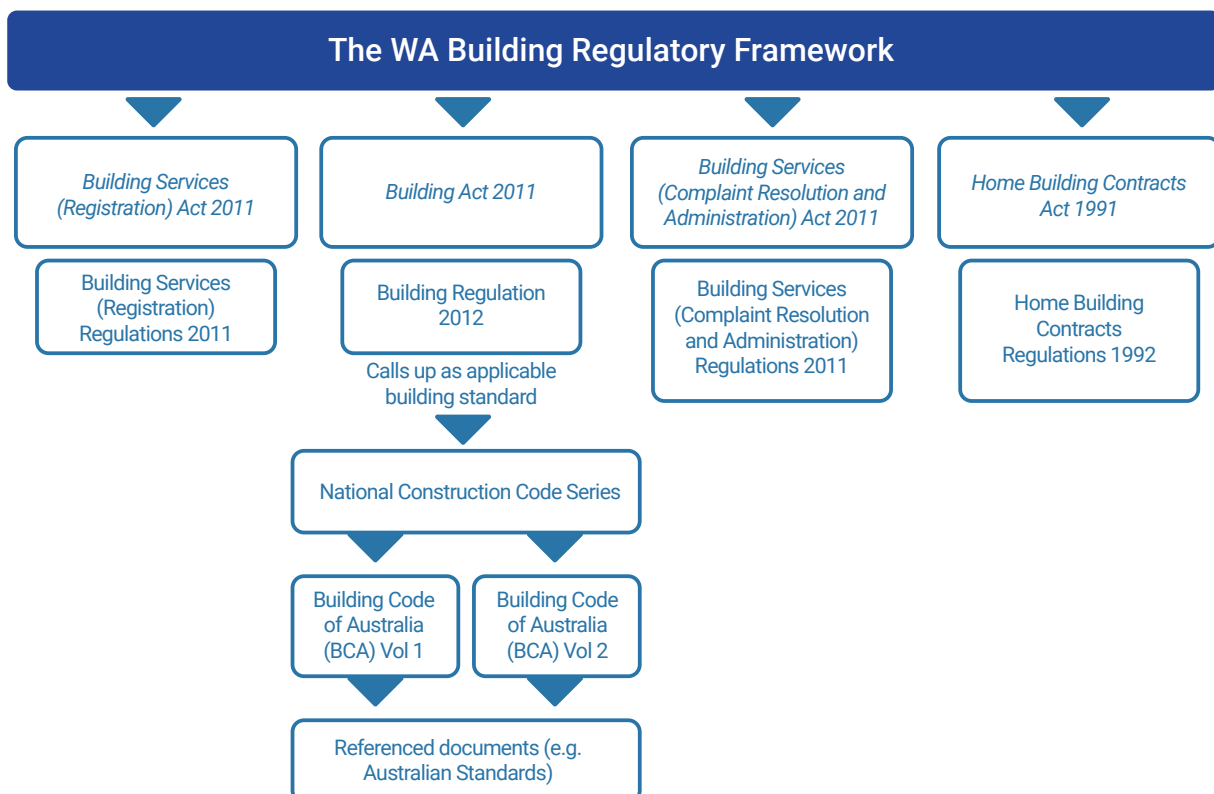 The WA Building Regulatory Framework
Building Services
(Registration) Act 2011
Building Act 2011
Building Services
(Complaint Resolution and
Administration) Act 2011
Home Building Contracts
Act 1991
Building Services
(Registration)
Regulations 2011
Building Regulation
2012
Building Services
(Complaint Resolution
and Administration)
Regulations 2011
Home Building
Contracts
Regulations 1992
Calls up as applicable
building standard
National Construction Code Series
Building Code
of Australia
(BCA) Vol 1
Building Code
of Australia
(BCA) Vol 2
Referenced documents (e.g.
Australian Standards)